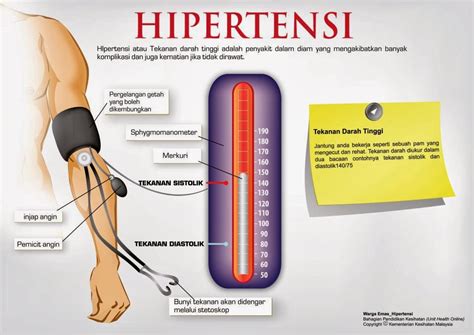 HIPERTENSI
Hipertensi atau Tekanan darah tinggi adalah penyakit dalam diam yang mengakibatkan banyak
komplikasi dan juga kematian jika tidak dirawat.
Pergelangan getah
yang boleh
dikembungkan
Sphygmomanometer
Merkuri
TEKANAN SISTOLIK
injap angin
Pemicit angin
TEKANAN DIASTOLIK
Bunyi tekanan akan didengar
melalui stetoskop
190
180
170
160
150
140
130
120
110
100
90
80
70
60
50
Tekanan Darah Tinggi
Jantung anda bekerja seperti sebuah pam yang
mengecut dan rehat. Tekanan darah diukur dalam
dua bacaan contohnya tekanan sistolik dan
diastolik140/75
Warga Emas_Hipertensi
Bahagian Pendidikan Kesihatan (Unit Health Online)
Copyright © Kementerian Kesihatan Malaysia